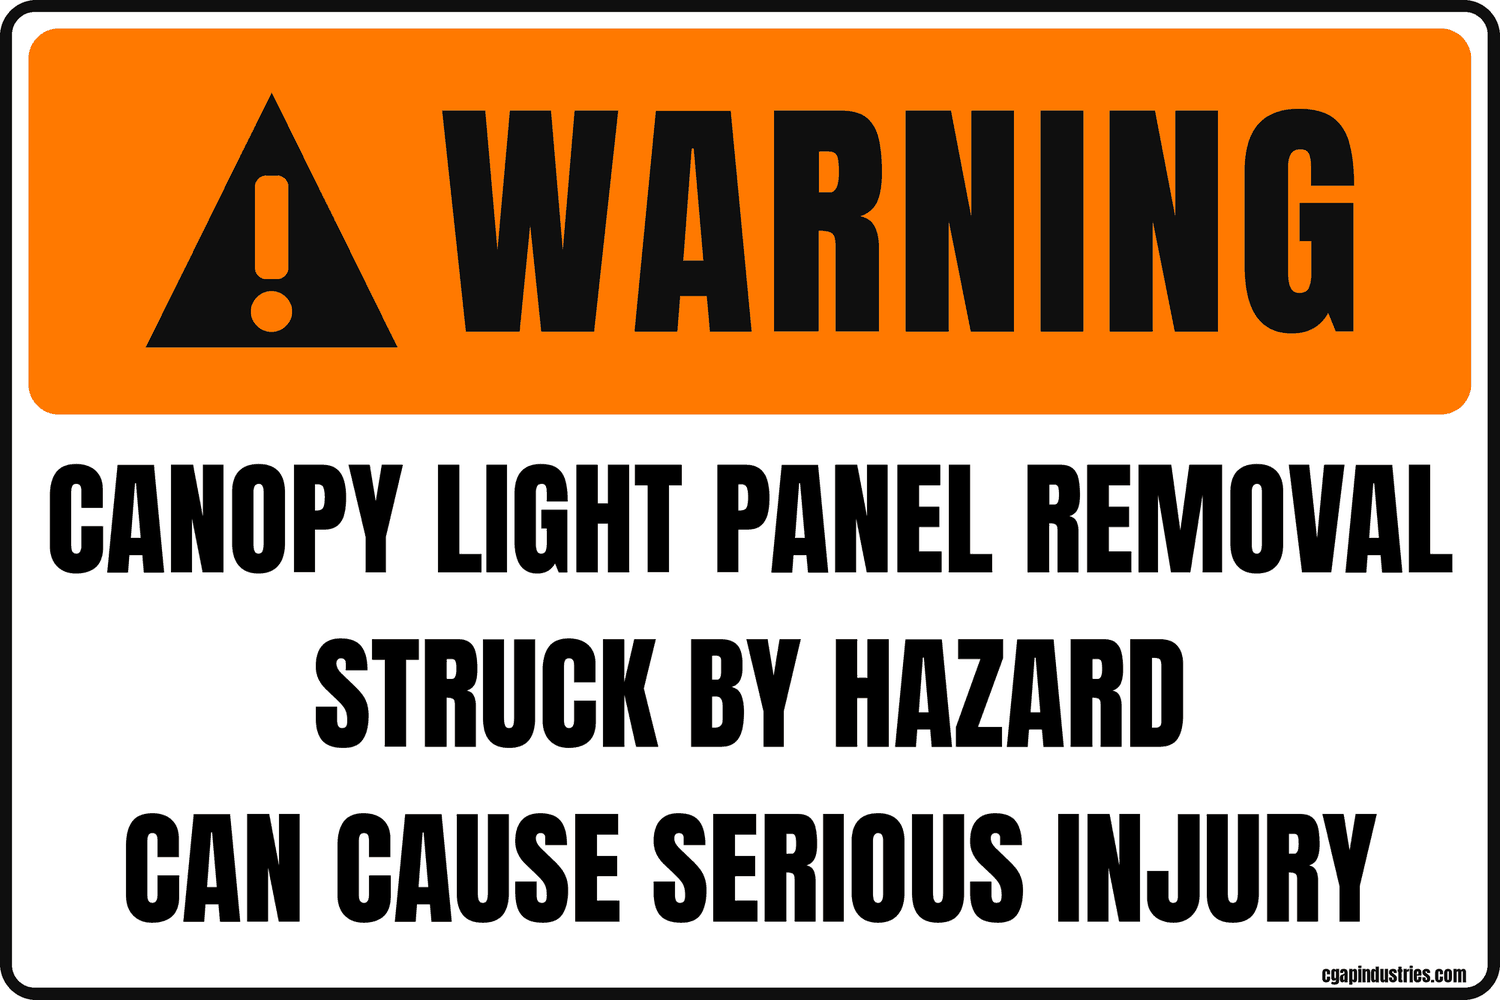 WARNING
CANOPY LIGHT PANEL REMOVAL
STRUCK BY HAZARD
CAN CAUSE SERIOUS INJURY
cgapindustries.com